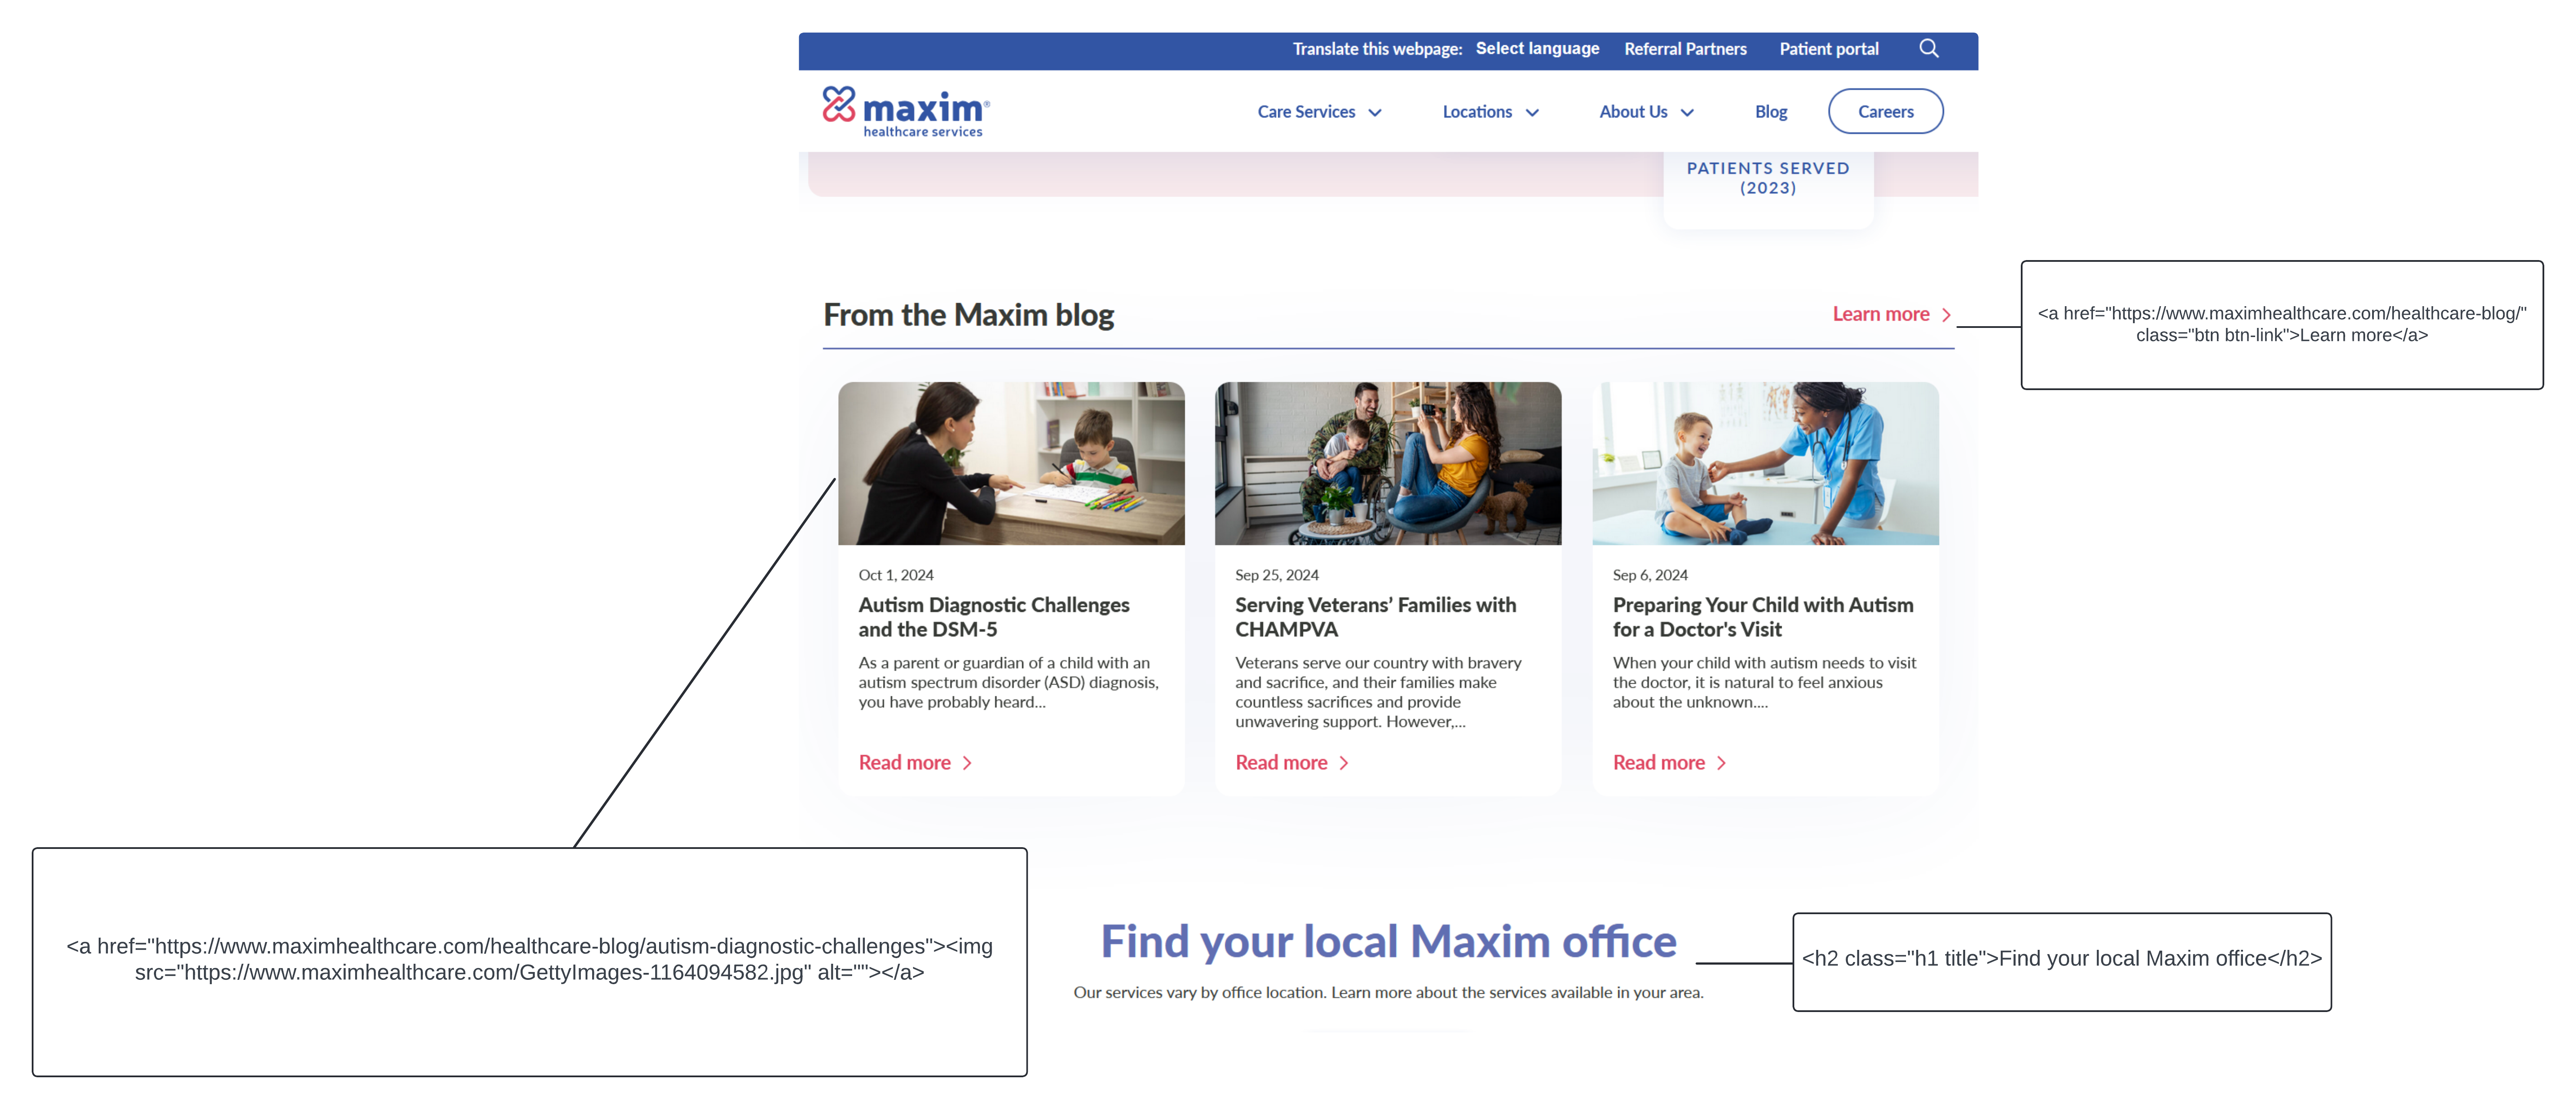 Translate this webpage: Select language Referral Partners Patient portal
maxim®
healthcare services
Care Services Locations About Us Blog Careers
PATIENTS SERVED
(2023)
From the Maxim blog
Learn more
<a href="https://www.maximhealthcare.com/healthcare-blog/"
class="btn btn-link">Learn more</a>
Oct 1, 2024
Autism Diagnostic Challenges
and the DSM-5
As a parent or guardian of a child with an
autism spectrum disorder (ASD) diagnosis,
you have probably heard...
Read more
Sep 25, 2024
Serving Veterans’ Families with
CHAMPVA
Veterans serve our country with bravery
and sacrifice, and their families make
countless sacrifices and provide
unwavering support. However,...
Read more
Sep 6, 2024
Preparing Your Child with Autism
for a Doctor's Visit
When your child with autism needs to visit
the doctor, it is natural to feel anxious
about the unknown....
Read more
<a href="https://www.maximhealthcare.com/healthcare-blog/autism-diagnostic-challenges"><img
src="https://www.maximhealthcare.com/GettyImages-1164094582.jpg" alt=""></a>
Find your local Maxim office
Our services vary by office location. Learn more about the services available in your area.
<h2 class="h1 title">Find your local Maxim office</h2>